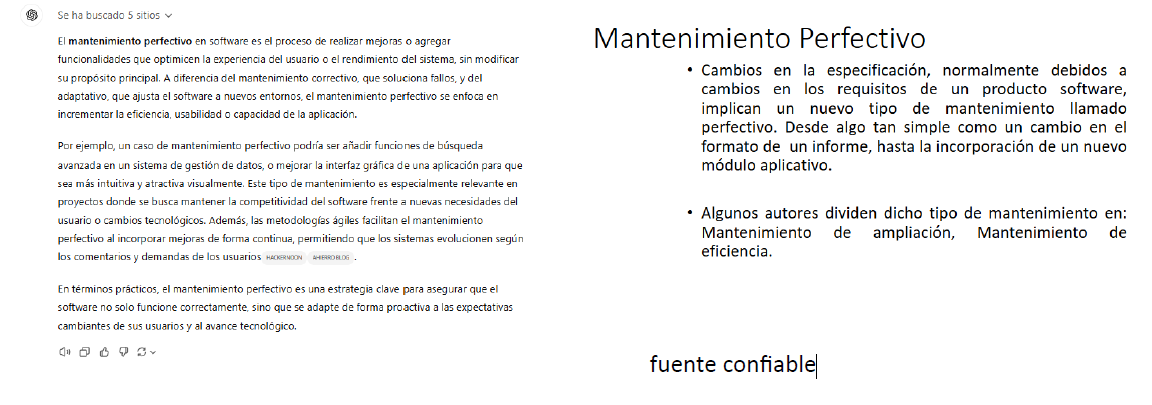 Se ha buscado 5 sitios
El mantenimiento perfectivo en software es el proceso de realizar mejoras o agregar
funcionalidades que optimicen la experiencia del usuario o el rendimiento del sistema, sin modificar
su propósito principal. A diferencia del mantenimiento correctivo, que soluciona fallos, y del
adaptativo, que ajusta el software a nuevos entornos, el mantenimiento perfectivo se enfoca en
incrementar la eficiencia, usabilidad o capacidad de la aplicación.
Por ejemplo, un caso de mantenimiento perfectivo podría ser añadir funciones de búsqueda
avanzada en un sistema de gestión de datos, o mejorar la interfaz gráfica de una aplicación para que
sea más intuitiva y atractiva visualmente. Este tipo de mantenimiento es especialmente relevante en
proyectos donde se busca mantener la competitividad del software frente a nuevas necesidades del
usuario o cambios tecnológicos. Además, las metodologías ágiles facilitan el mantenimiento
perfectivo al incorporar mejoras de forma continua, permitiendo que los sistemas evolucionen según
los comentarios y demandas de los usuarios HACKERNOON AHIERRO BLOG .
En términos prácticos, el mantenimiento perfectivo es una estrategia clave para asegurar que el
software no solo funcione correctamente, sino que se adapte de forma proactiva a las expectativas
cambiantes de sus usuarios y al avance tecnológico.
Mantenimiento Perfectivo
• Cambios en la especificación, normalmente debidos a
cambios en los requisitos de un producto software,
implican un nuevo tipo de mantenimiento llamado
perfectivo. Desde algo tan simple como un cambio en el
formato de un informe, hasta la incorporación de un nuevo
módulo aplicativo.
• Algunos autores dividen dicho tipo de mantenimiento en:
Mantenimiento de ampliación, Mantenimiento de
eficiencia.
fuente confiable